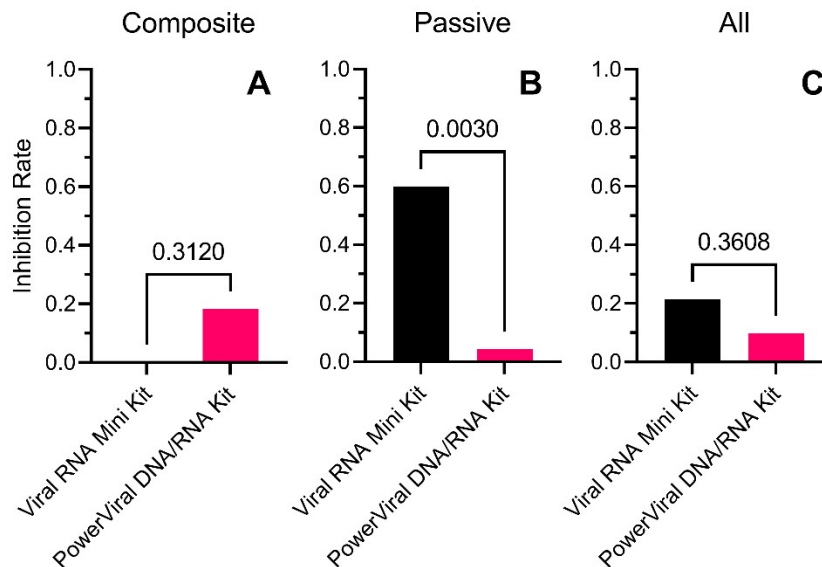 Composite
Passive
All
A
B
C
Inhibition Rate
1.0
0.8
0.6
0.4
0.2
0.0
0.3120
Viral RNA Mini Kit
PowerViral DNA/RNA Kit
1.0
0.8
0.6
0.4
0.2
0.0
0.0030
Viral RNA Mini Kit
PowerViral DNA/RNA Kit
1.0
0.8
0.6
0.4
0.2
0.0
0.3608
Viral RNA Mini Kit
PowerViral DNA/RNA Kit